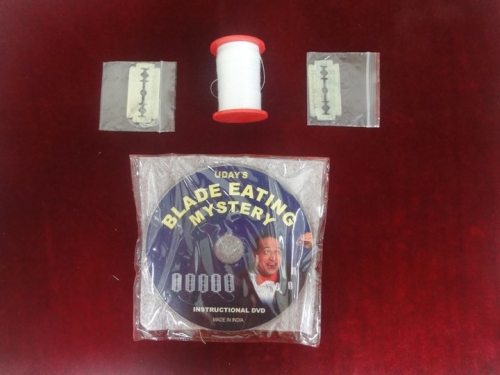 UDAY'S
BLADE EATING
MYSTERY
INSTRUCTIONAL DVD
MADE IN INDIA